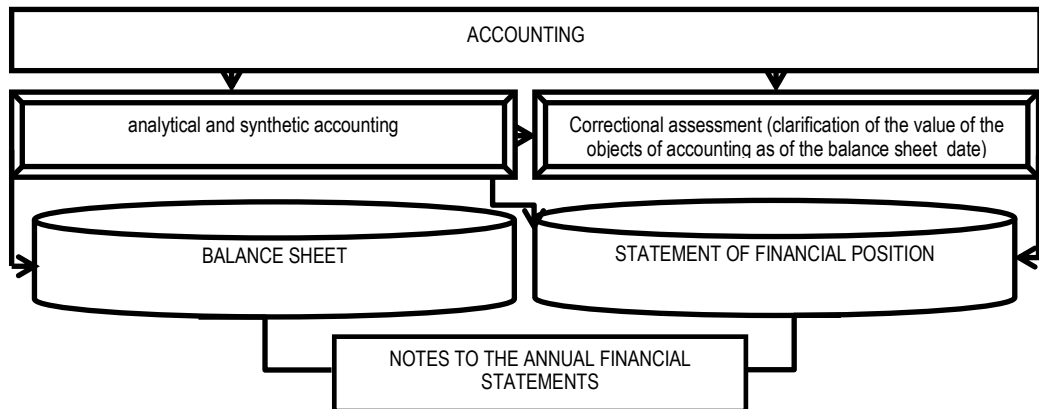 ACCOUNTING
analytical and synthetic accounting
Correctional assessment (clarification of the value of the
objects of accounting as of the balance sheet date)
BALANCE SHEET
STATEMENT OF FINANCIAL POSITION
NOTES TO THE ANNUAL FINANCIAL
STATEMENTS